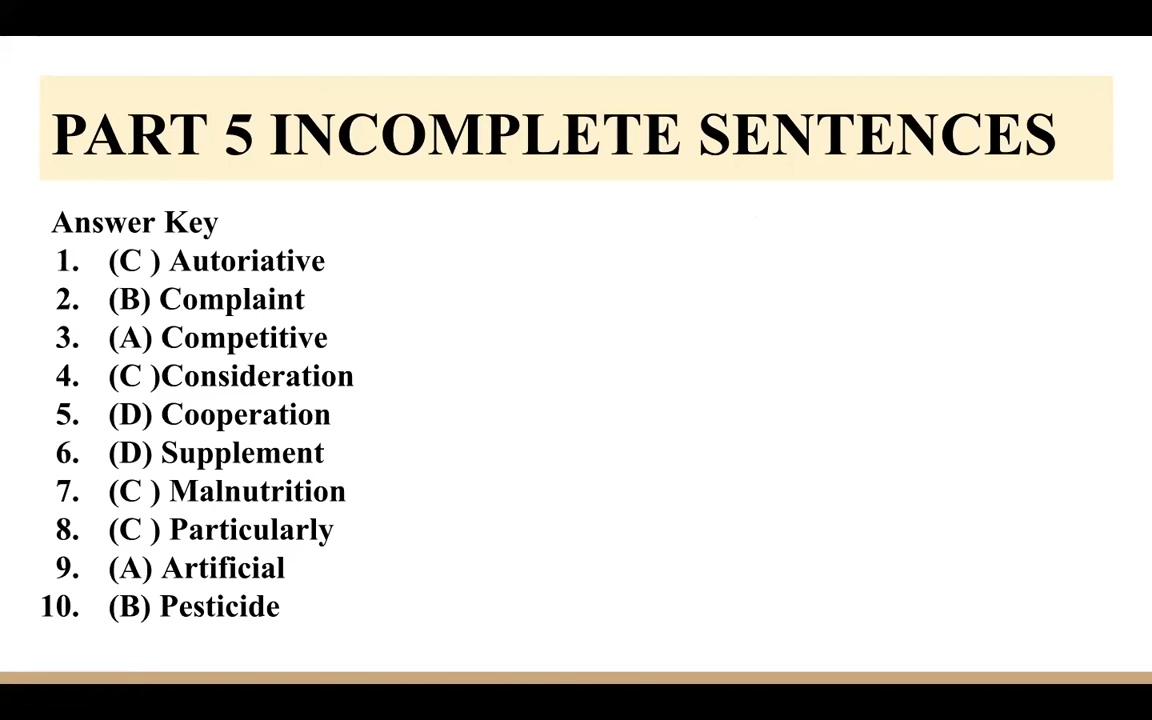 PART 5 INCOMPLETE SENTENCES
Answer Key
1. (C ) Autoriative
2. (B) Complaint
3. (A) Competitive
4. (C )Consideration
5. (D) Cooperation
6. (D) Supplement
7. (C ) Malnutrition
8. (C ) Particularly
9. (A) Artificial
10. (B) Pesticide